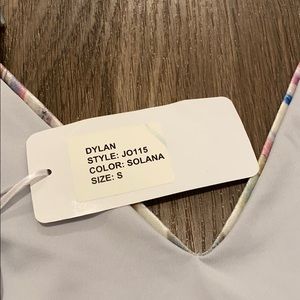 DYLAN
STYLE: JO115
COLOR: SOLANA
SIZE: S